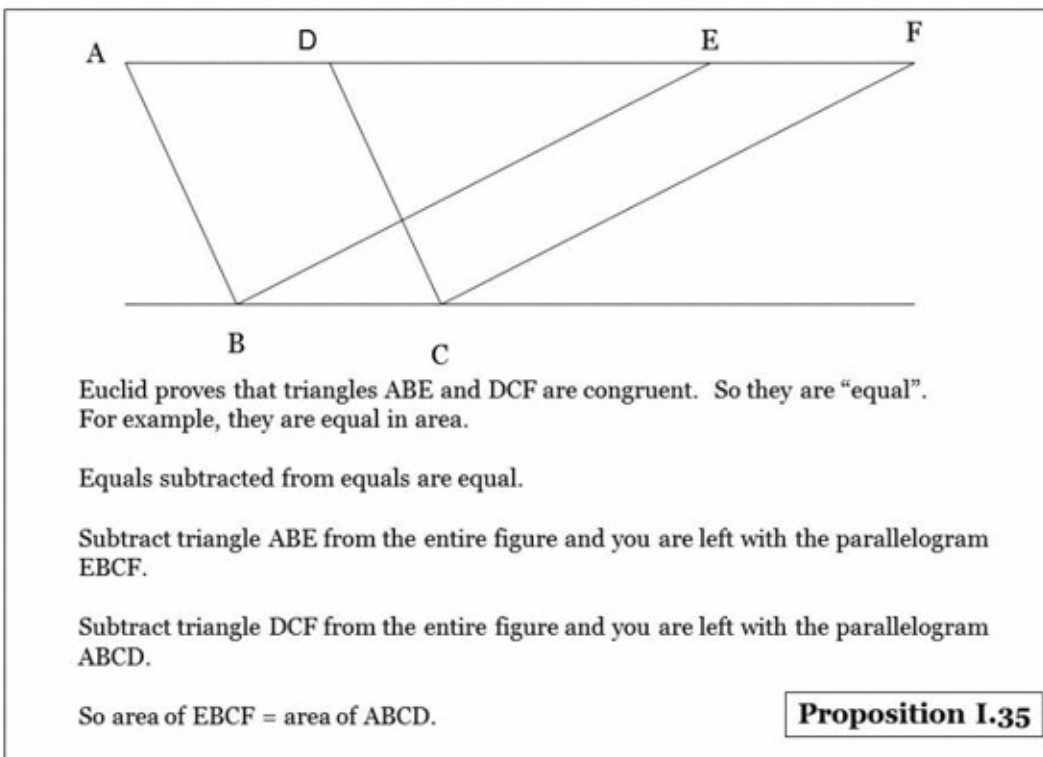 A D E F
B C
Euclid proves that triangles ABE and DCF are congruent. So they are “equal”.
For example, they are equal in area.
Equals subtracted from equals are equal.
Subtract triangle ABE from the entire figure and you are left with the parallelogram
EBCF.
Subtract triangle DCF from the entire figure and you are left with the parallelogram
ABCD.
So area of EBCF = area of ABCD.
Proposition I.35